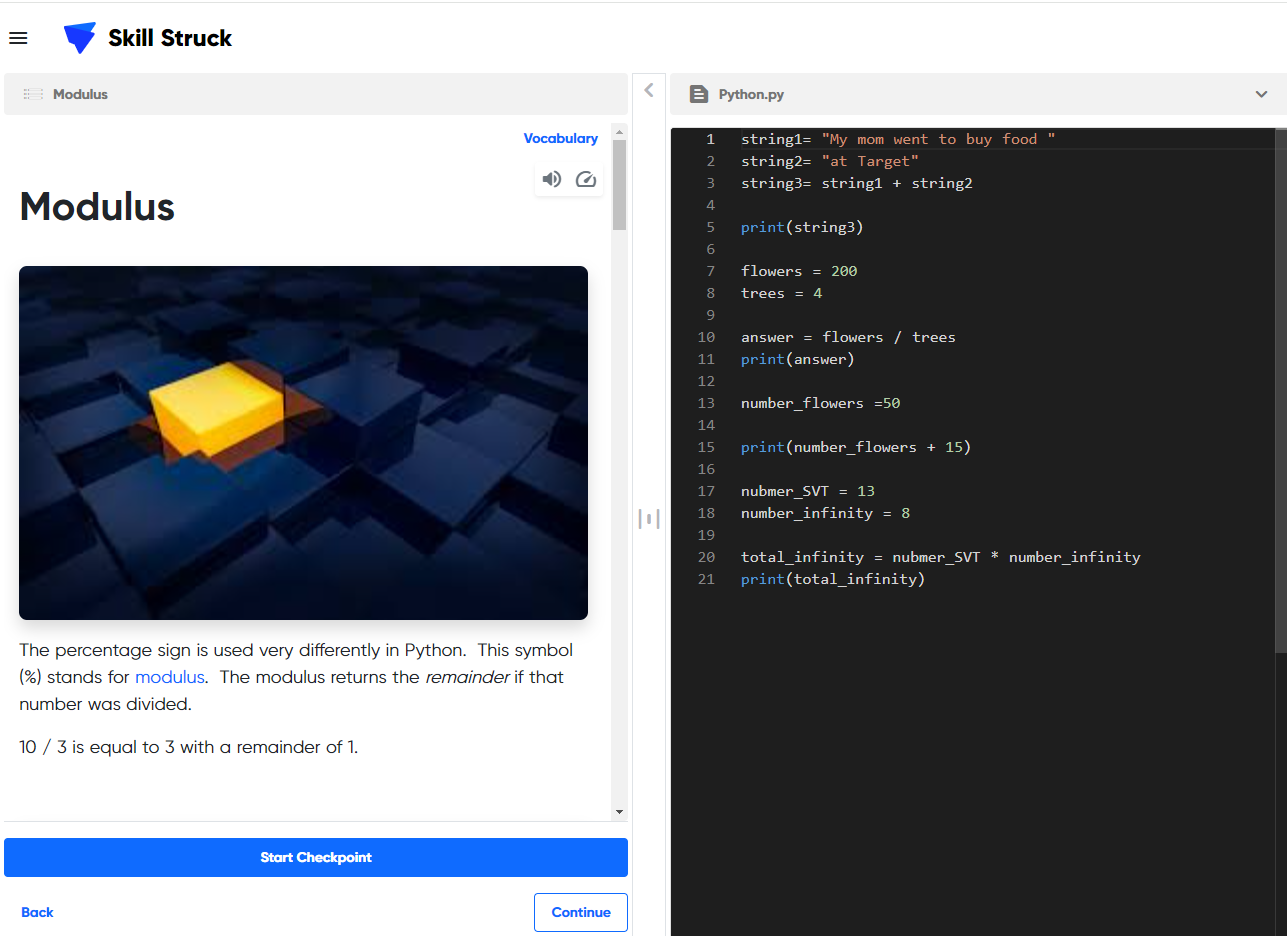 Skill Struck
Modulus
Vocabulary
Modulus
The percentage sign is used very differently in Python.  This symbol
(%) stands for modulus.  The modulus returns the remainder if that
number was divided.
10 / 3 is equal to 3 with a remainder of 1.
Start Checkpoint
Back
Continue
Python.py
1 string1= "My mom went to buy food "
2 string2= "at Target"
3 string3= string1 + string2
4
5 print(string3)
6
7 flowers = 200
8 trees = 4
9
10 answer = flowers / trees
11 print(answer)
12
13 number_flowers =50
14
15 print(number_flowers + 15)
16
17 nubmer_SVT = 13
18 number_infinity = 8
19
20 total_infinity = nubmer_SVT * number_infinity
21 print(total_infinity)